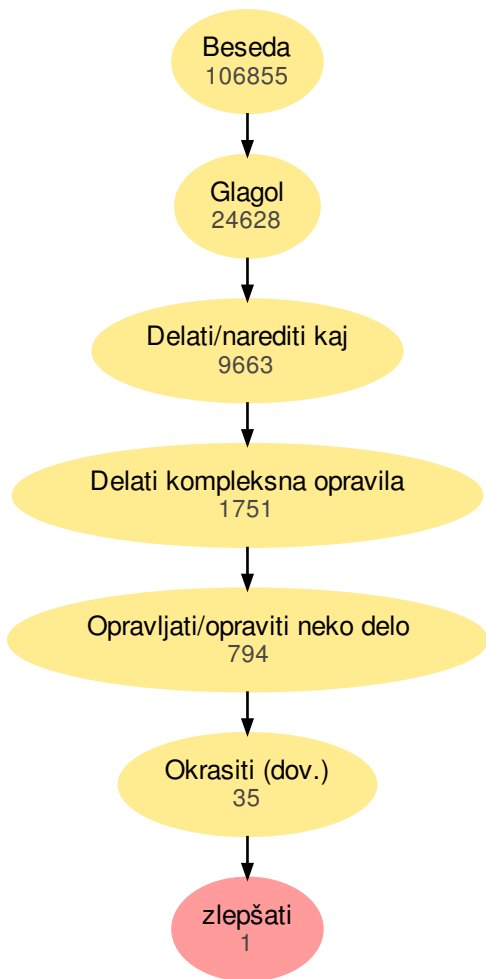 Beseda
106855
Glagol
24628
Delati/narediti kaj
9663
Delati kompleksna opravila
1751
Opravljati/opraviti neko delo
794
Okrasiti (dov.)
35
zlepšati
1